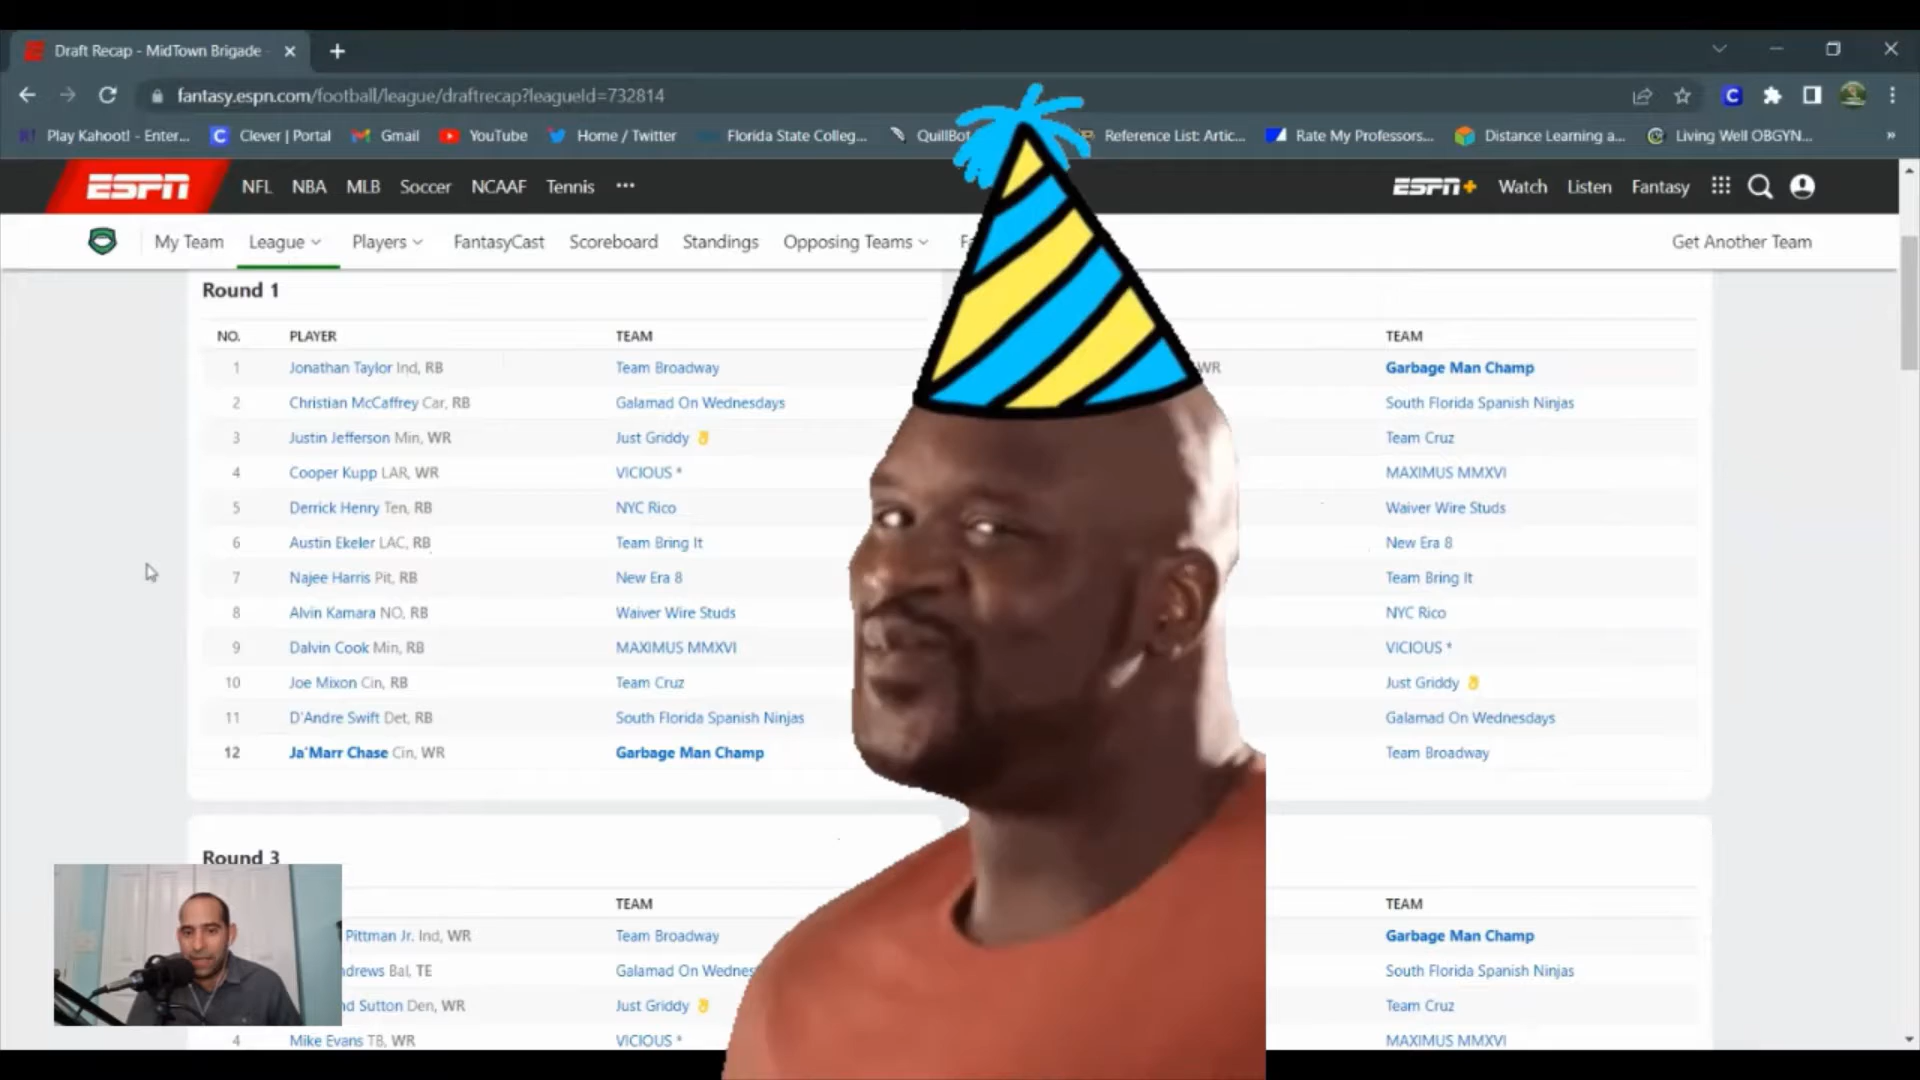 Draft Recap - MidTown Brigade -
fantasy.espn.com/football/league/draftrecap?leagueId=732814
Play Kahoot! - Enter... Clever | Portal Gmail YouTube Home / Twitter Florida State Colleg... QuillBot Reference List: Artic... Rate My Professors... Distance Learning a... Living Well OBGYN... »
ESPN NFL NBA MLB Soccer NCAAF Tennis ··· ESPN+ Watch Listen Fantasy
My Team League Players FantasyCast Scoreboard Standings Opposing Teams Get Another Team
Round 1
NO. PLAYER TEAM TEAM
1 Jonathan Taylor Ind, RB Team Broadway WR Garbage Man Champ
2 Christian McCaffrey Car, RB Galamad On Wednesdays South Florida Spanish Ninjas
3 Justin Jefferson Min, WR Just Griddy 👌 Team Cruz
4 Cooper Kupp LAR, WR VICIOUS * MAXIMUS MMXVI
5 Derrick Henry Ten, RB NYC Rico Waiver Wire Studs
6 Austin Ekeler LAC, RB Team Bring It New Era 8
7 Najee Harris Pit, RB New Era 8 Team Bring It
8 Alvin Kamara NO, RB Waiver Wire Studs NYC Rico
9 Dalvin Cook Min, RB MAXIMUS MMXVI VICIOUS *
10 Joe Mixon Cin, RB Team Cruz Just Griddy 👌
11 D'Andre Swift Det, RB South Florida Spanish Ninjas Galamad On Wednesdays
12 Ja'Marr Chase Cin, WR Garbage Man Champ Team Broadway
Round 3
TEAM TEAM
Pittman Jr. Ind, WR Team Broadway Garbage Man Champ
ndrews Bal, TE Galamad On Wednes South Florida Spanish Ninjas
nd Sutton Den, WR Just Griddy 👌 Team Cruz
4 Mike Evans TB, WR VICIOUS * MAXIMUS MMXVI